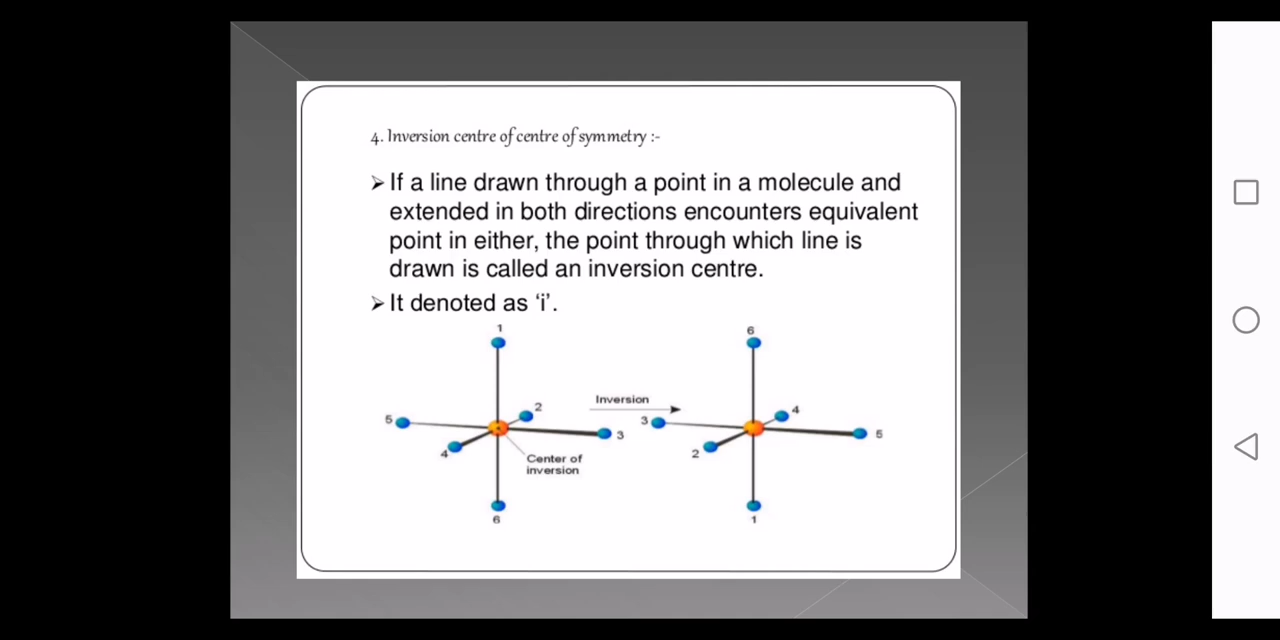 4. Inversion centre of centre of symmetry :-
➢ If a line drawn through a point in a molecule and
extended in both directions encounters equivalent
point in either, the point through which line is
drawn is called an inversion centre.
➢ It denoted as ‘i’.
1
6
5
2
3
4
Center of
inversion
6
Inversion
3
4
5
2
1